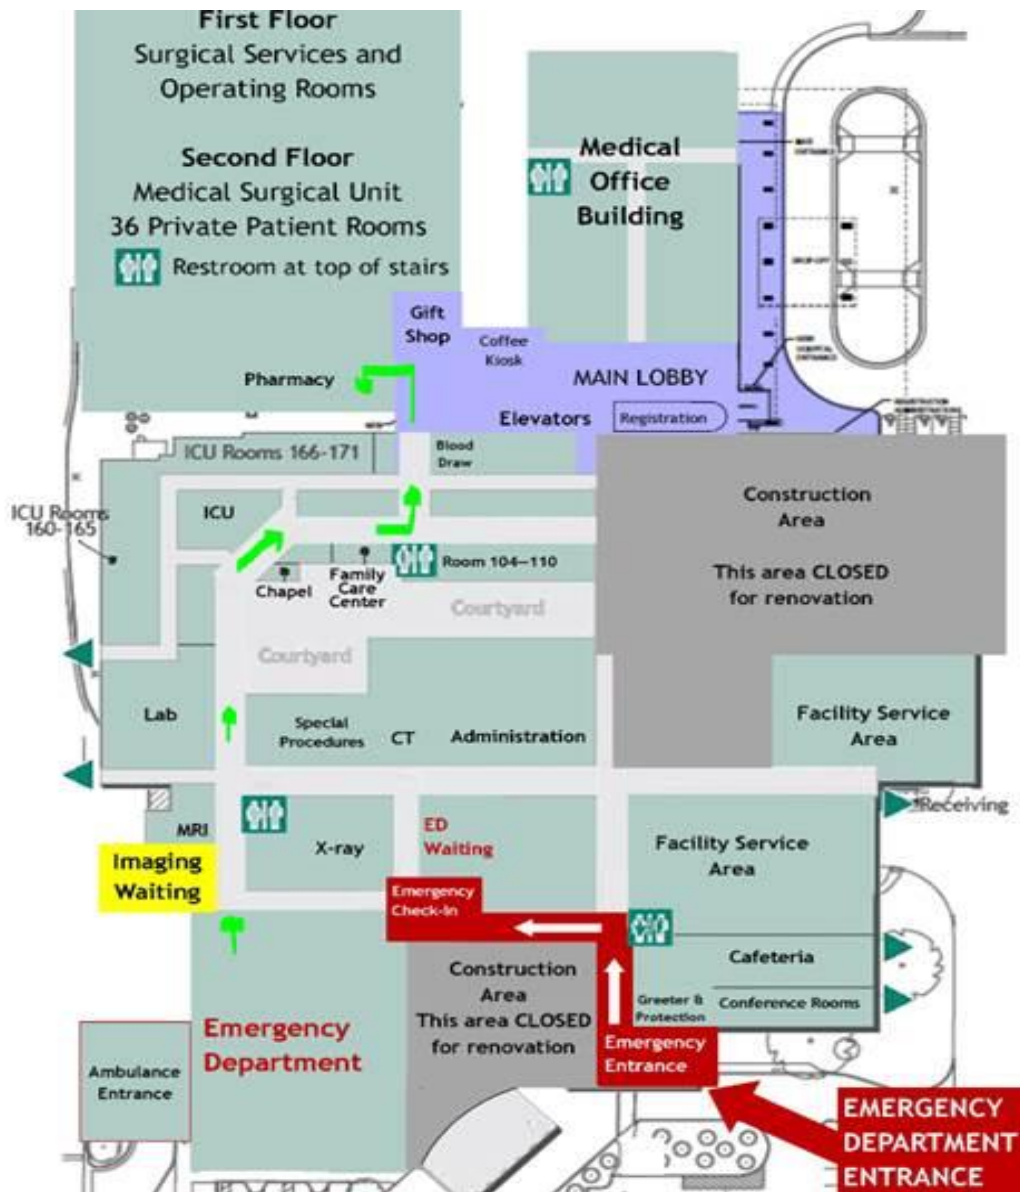 First Floor
Surgical Services and
Operating Rooms
Second Floor
Medical Surgical Unit
36 Private Patient Rooms
Restroom at top of stairs
Medical
Office
Building
MAIN
ENTRANCE
DROP-OFF
ENTRANCE
Gift
Shop
Coffee
Kiosk
MAIN LOBBY
Pharmacy
Elevators
Registration
Blood
Draw
ICU Rooms 166-171
ICU Rooms
160-165
ICU
Construction
Area
This area CLOSED
for renovation
Room 104—110
Chapel
Family
Care
Center
Courtyard
Courtyard
Lab
Special
Procedures
CT
Administration
Facility Service
Area
Receiving
MRI
X-ray
ED
Waiting
Facility Service
Area
Imaging
Waiting
Emergency
Check-In
Cafeteria
Construction
Area
This area CLOSED
for renovation
Greeter &
Protection
Conference Rooms
Emergency
Department
Emergency
Entrance
Ambulance
Entrance
EMERGENCY
DEPARTMENT
ENTRANCE